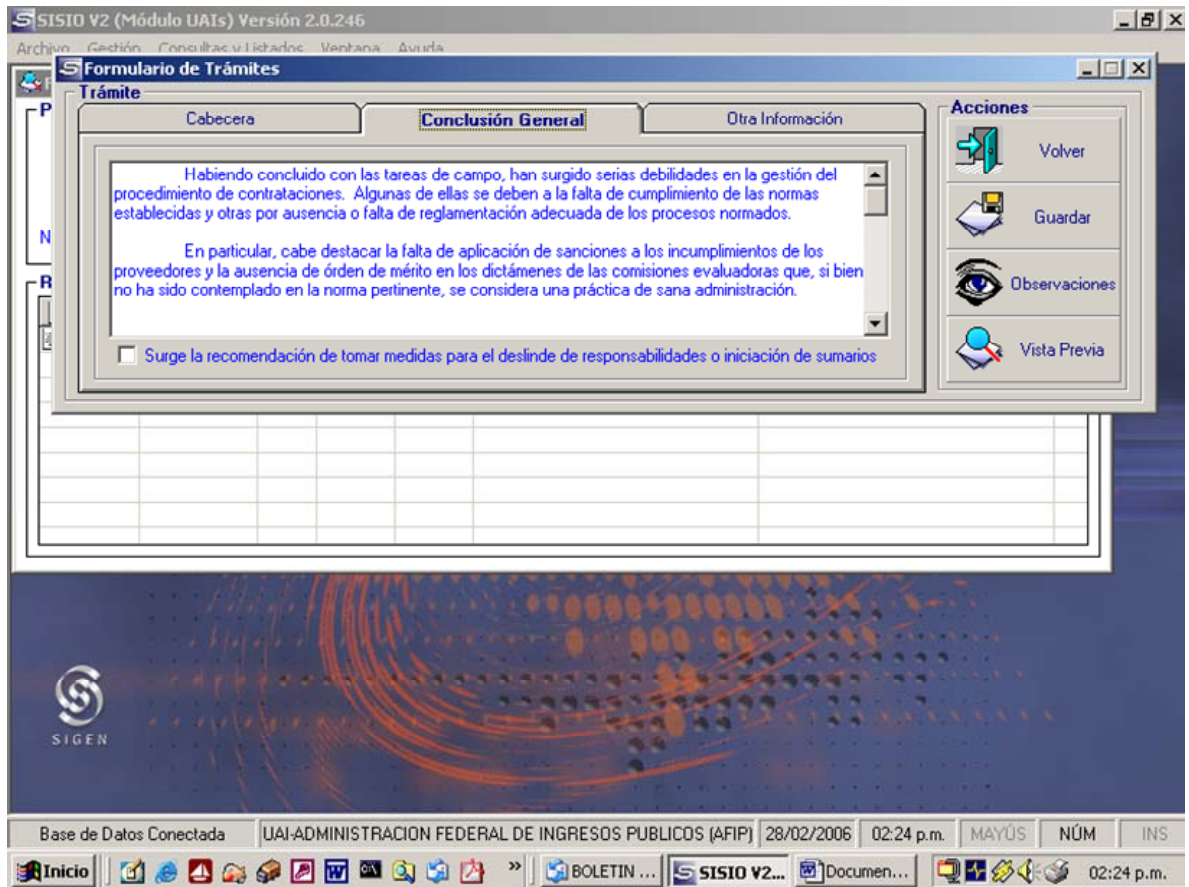 SISIO V2 (Módulo UAIs) Versión 2.0.246
Archivo Gestión Consultas y Listados Ventana Ayuda
Formulario de Trámites
Trámite
Cabecera
Conclusión General
Otra Información
Habiendo concluido con las tareas de campo, han surgido serias debilidades en la gestión del
procedimiento de contrataciones. Algunas de ellas se deben a la falta de cumplimiento de las normas
establecidas y otras por ausencia o falta de reglamentación adecuada de los procesos normados.
En particular, cabe destacar la falta de aplicación de sanciones a los incumplimientos de los
proveedores y la ausencia de órden de mérito en los dictámenes de las comisiones evaluadoras que, si bien
no ha sido contemplado en la norma pertinente, se considera una práctica de sana administración.
Surge la recomendación de tomar medidas para el deslinde de responsabilidades o iniciación de sumarios
Acciones
Volver
Guardar
Observaciones
Vista Previa
P
N
R
SIGEN
Base de Datos Conectada
UAI-ADMINISTRACION FEDERAL DE INGRESOS PUBLICOS (AFIP)
28/02/2006
02:24 p.m.
MAYÚS
NÚM
INS
Inicio
»
BOLETIN ...
SISIO V2...
Documen...
02:24 p.m.